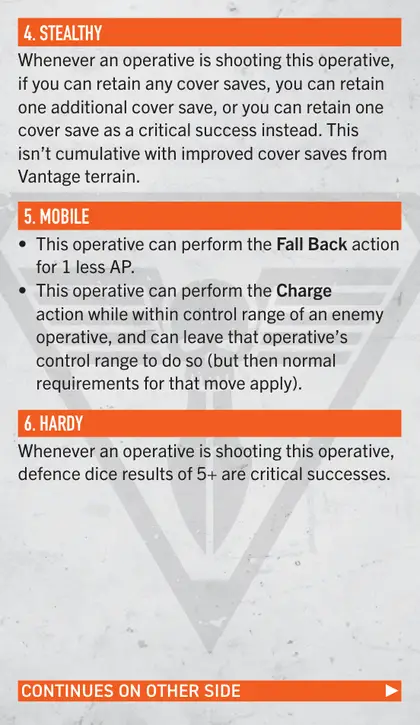 4. STEALTHY
Whenever an operative is shooting this operative,
if you can retain any cover saves, you can retain
one additional cover save, or you can retain one
cover save as a critical success instead. This
isn’t cumulative with improved cover saves from
Vantage terrain.
5. MOBILE
• This operative can perform the Fall Back action
for 1 less AP.
• This operative can perform the Charge
action while within control range of an enemy
operative, and can leave that operative’s
control range to do so (but then normal
requirements for that move apply).
6. HARDY
Whenever an operative is shooting this operative,
defence dice results of 5+ are critical successes.
CONTINUES ON OTHER SIDE ▶